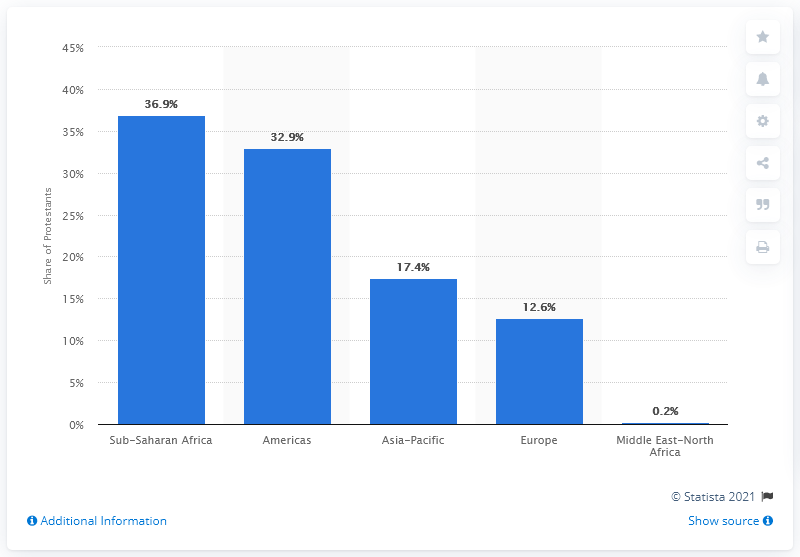 45%
40%
35%
30%
25%
20%
15%
10%
5%
0%
Share of Protestants
36.9%
32.9%
17.4%
12.6%
0.2%
Sub-Saharan Africa
Americas
Asia-Pacific
Europe
Middle East-North
Africa
© Statista 2021
Additional Information
Show source